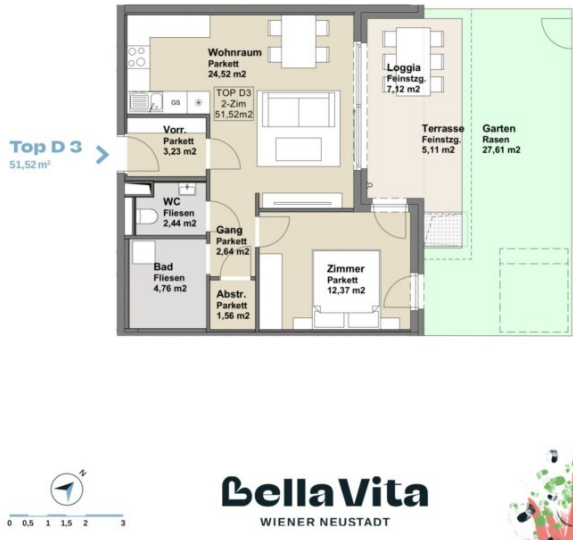 Wohnraum
Parkett
24,52 m2
TOP D3
2-Zim
51,52m2
GS
Loggia
Feinstzg.
7,12 m2
Terrasse
Feinstzg.
5,11 m2
Garten
Rasen
27,61 m2
Top D 3
51,52 m²
Vorr.
Parkett
3,23 m2
WC
Fliesen
2,44 m2
Gang
Parkett
2,64 m2
Bad
Fliesen
4,76 m2
Abstr.
Parkett
1,56 m2
Zimmer
Parkett
12,37 m2
N
0 0,5 1 1,5 2 3
Bella Vita
WIENER NEUSTADT